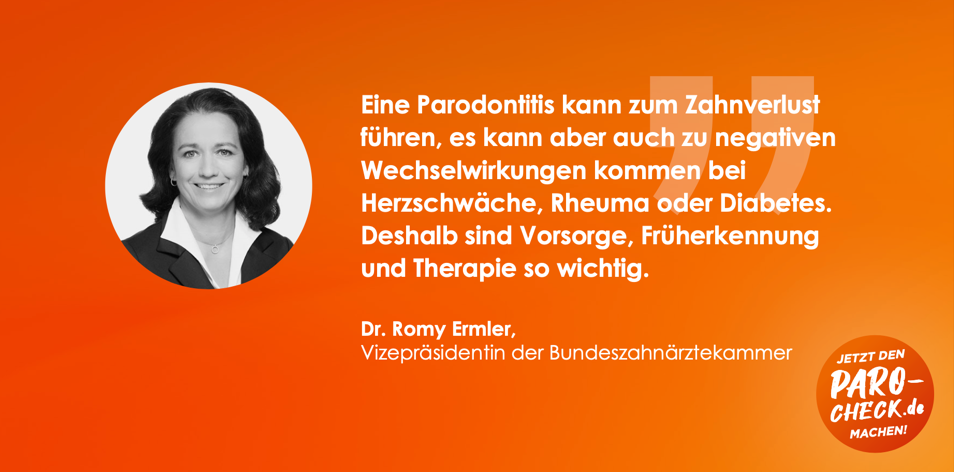 Eine Parodontitis kann zum Zahnverlust
führen, es kann aber auch zu negativen
Wechselwirkungen kommen bei
Herzschwäche, Rheuma oder Diabetes.
Deshalb sind Vorsorge, Früherkennung
und Therapie so wichtig.
Dr. Romy Ermler,
Vizepräsidentin der Bundeszahnärztekammer
JETZT DEN
PARO-
CHECK.de
MACHEN!